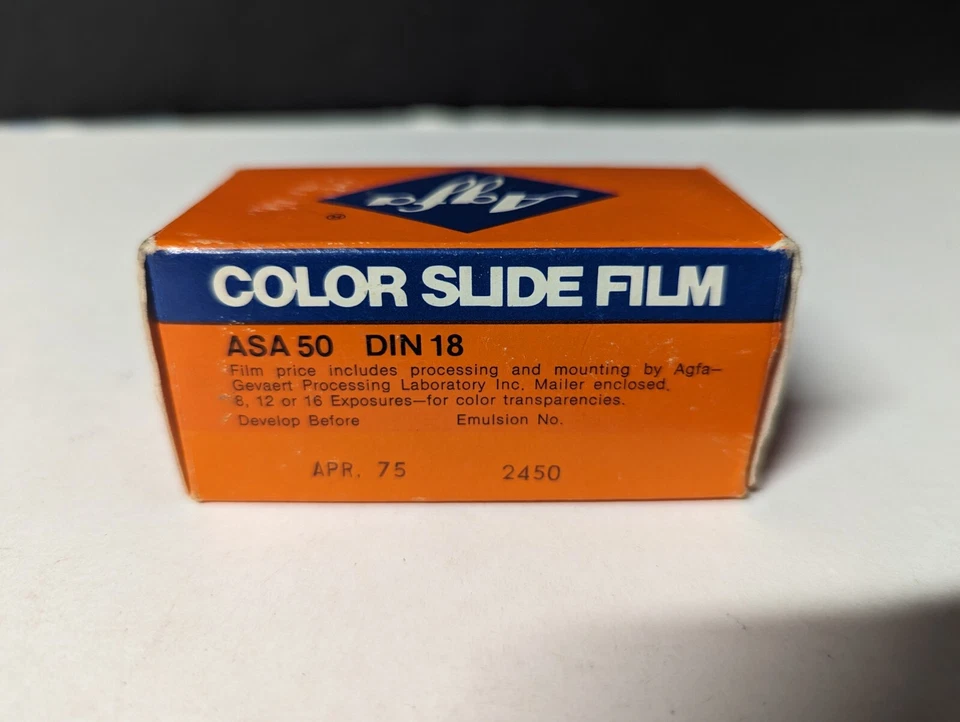 Agfa
®
COLOR SLIDE FILM
ASA 50 DIN 18
Film price includes processing and mounting by Agfa-
Gevaert Processing Laboratory Inc. Mailer enclosed.
8, 12 or 16 Exposures—for color transparencies.
Develop Before Emulsion No.
APR. 75 2450